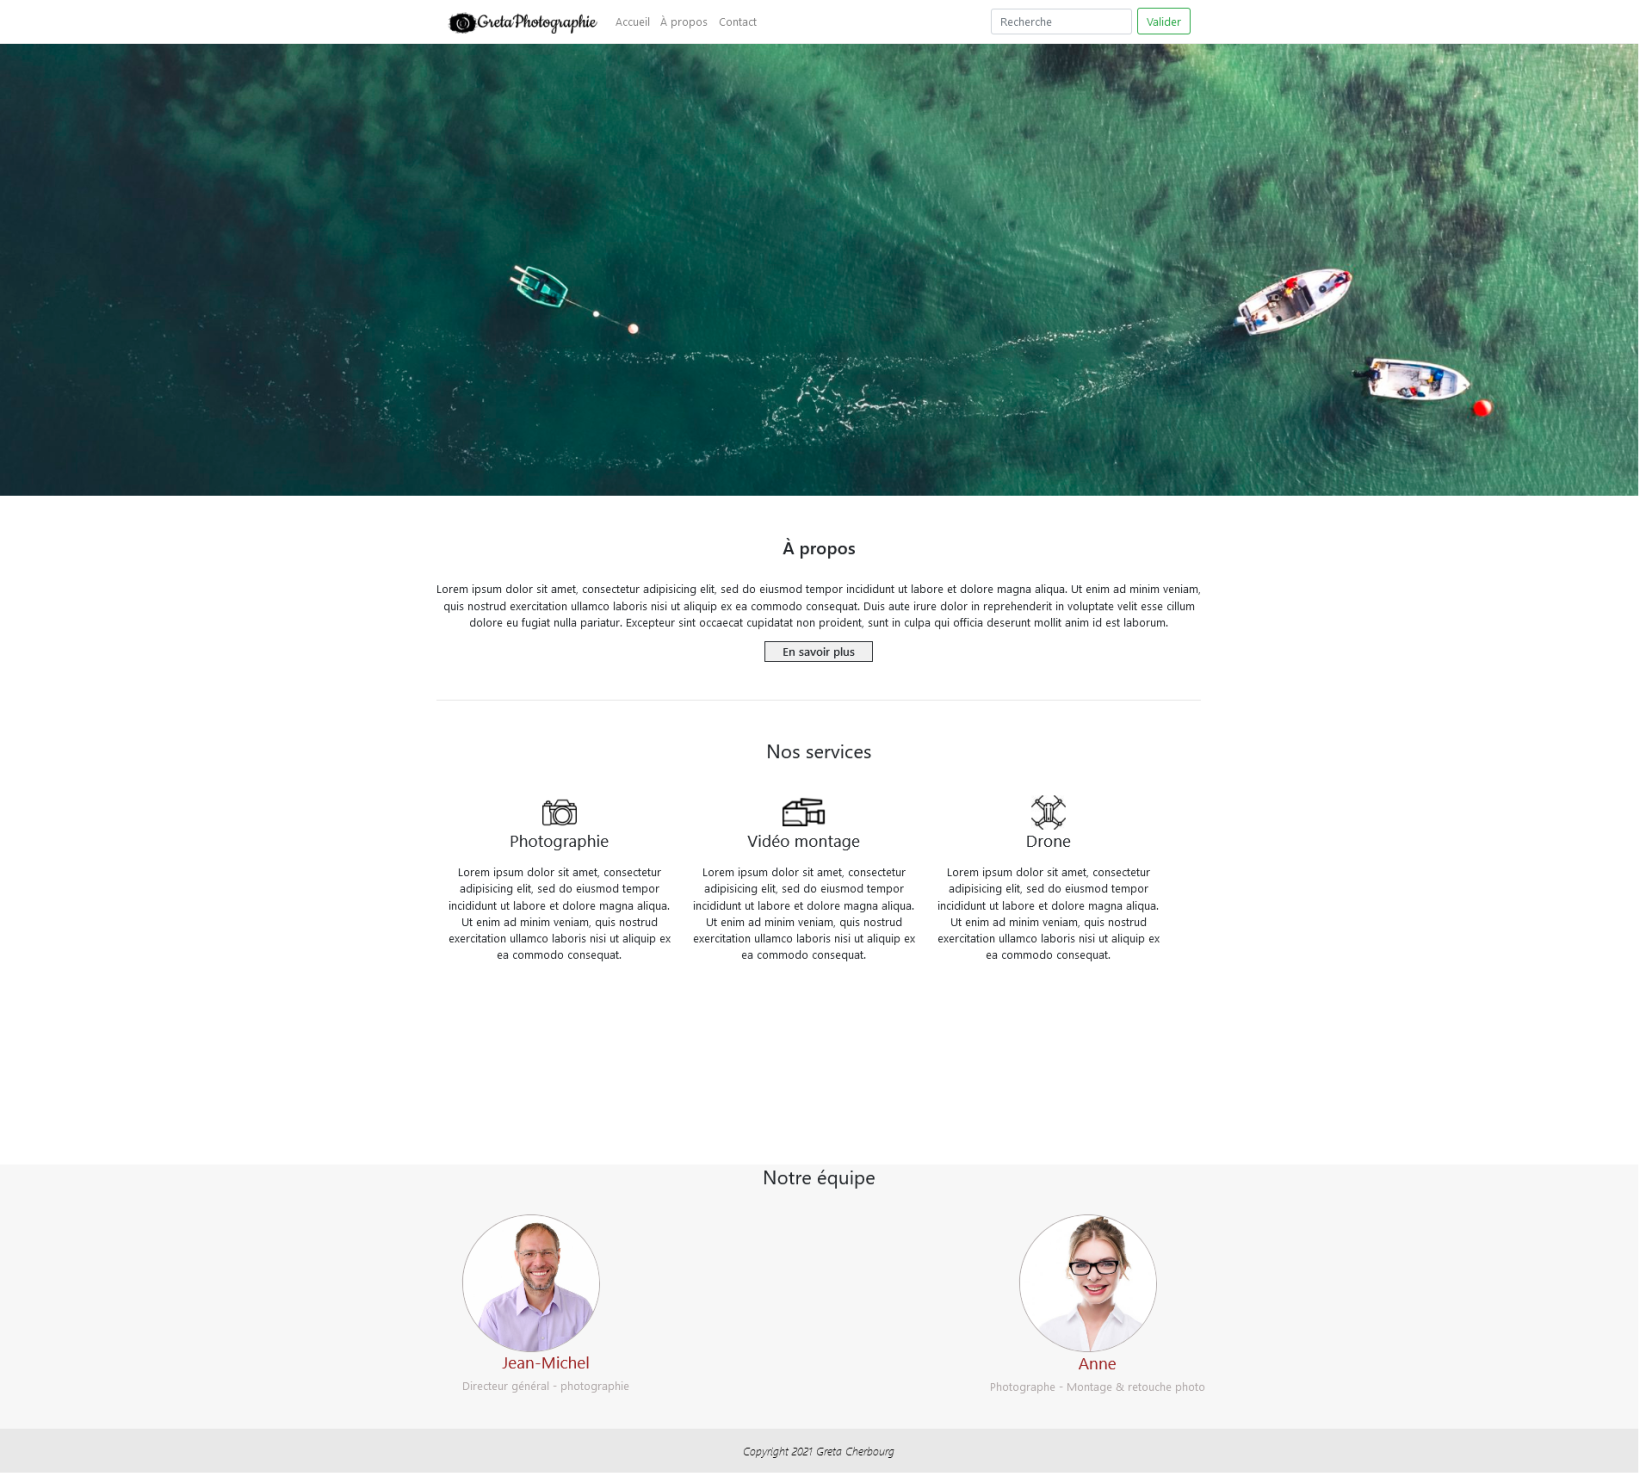 GretaPhotographie Accueil À propos Contact Recherche Valider
À propos
Lorem ipsum dolor sit amet, consectetur adipisicing elit, sed do eiusmod tempor incididunt ut labore et dolore magna aliqua. Ut enim ad minim veniam,
quis nostrud exercitation ullamco laboris nisi ut aliquip ex ea commodo consequat. Duis aute irure dolor in reprehenderit in voluptate velit esse cillum
dolore eu fugiat nulla pariatur. Excepteur sint occaecat cupidatat non proident, sunt in culpa qui officia deserunt mollit anim id est laborum.
En savoir plus
Nos services
Photographie
Lorem ipsum dolor sit amet, consectetur
adipisicing elit, sed do eiusmod tempor
incididunt ut labore et dolore magna aliqua.
Ut enim ad minim veniam, quis nostrud
exercitation ullamco laboris nisi ut aliquip ex
ea commodo consequat.
Vidéo montage
Lorem ipsum dolor sit amet, consectetur
adipisicing elit, sed do eiusmod tempor
incididunt ut labore et dolore magna aliqua.
Ut enim ad minim veniam, quis nostrud
exercitation ullamco laboris nisi ut aliquip ex
ea commodo consequat.
Drone
Lorem ipsum dolor sit amet, consectetur
adipisicing elit, sed do eiusmod tempor
incididunt ut labore et dolore magna aliqua.
Ut enim ad minim veniam, quis nostrud
exercitation ullamco laboris nisi ut aliquip ex
ea commodo consequat.
Notre équipe
Jean-Michel
Directeur général - photographie
Anne
Photographe - Montage & retouche photo
Copyright 2021 Greta Cherbourg